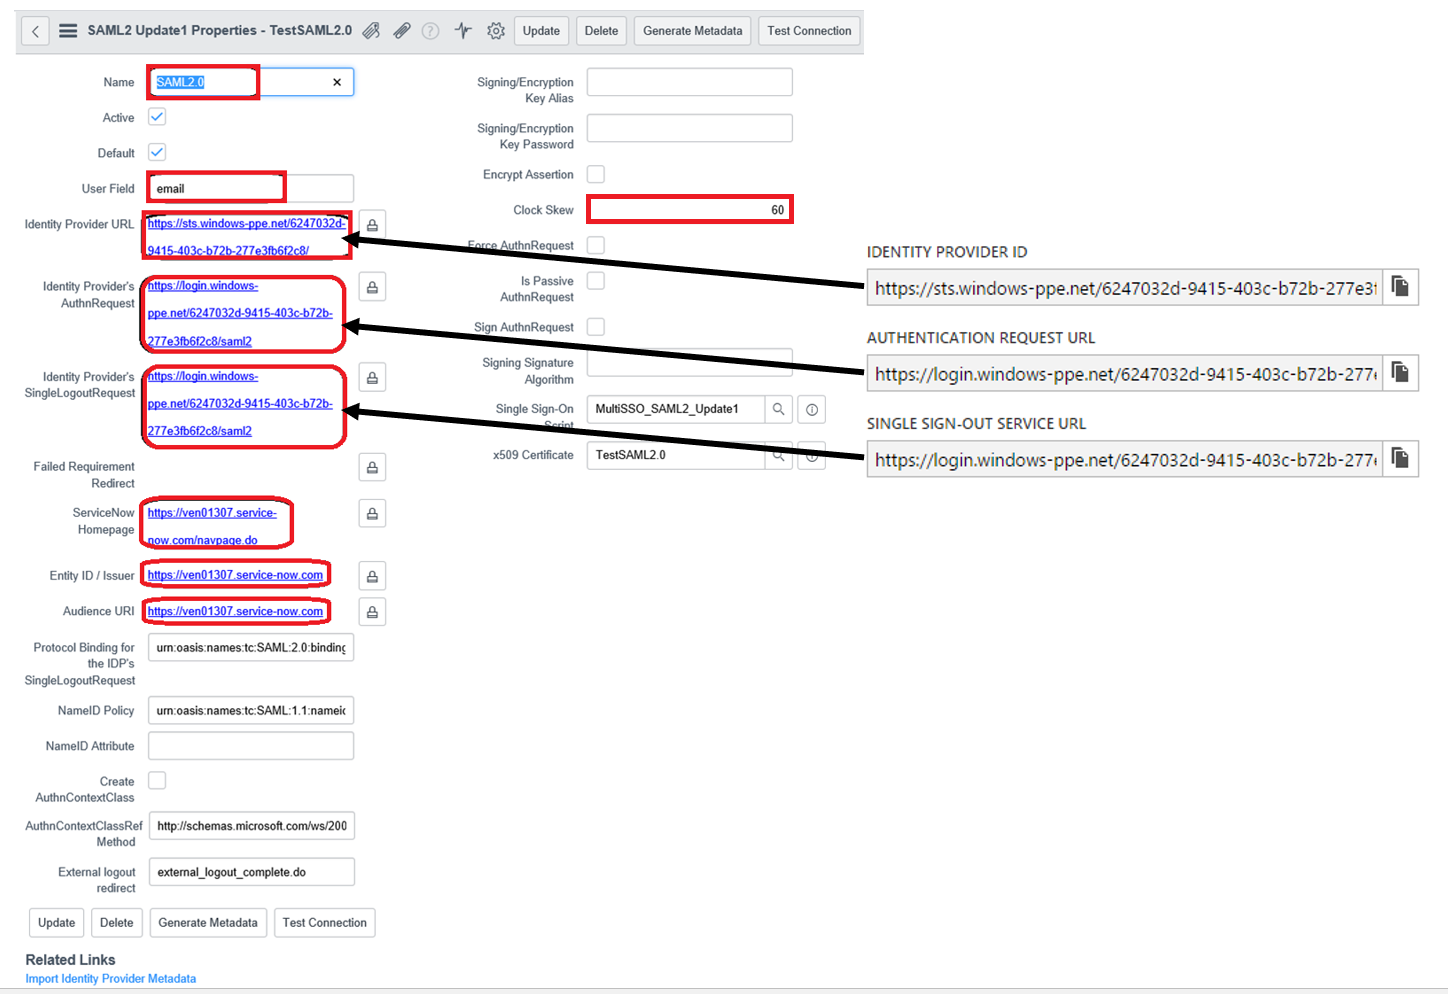 SAML2 Update1 Properties - TestSAML2.0
Update
Delete
Generate Metadata
Test Connection
Name
SAML2.0
Active
Default
User Field
email
Identity Provider URL
https://sts.windows-ppe.net/6247032d-
9415-403c-b72b-277e3fb6f2c8/
Identity Provider's
AuthnRequest
https://login.windows-
ppe.net/6247032d-9415-403c-b72b-
277e3fb6f2c8/saml2
Identity Provider's
SingleLogoutRequest
https://login.windows-
ppe.net/6247032d-9415-403c-b72b-
277e3fb6f2c8/saml2
Failed Requirement
Redirect
ServiceNow
Homepage
https://ven01307.service-
now.com/navpage.do
Entity ID / Issuer
https://ven01307.service-now.com
Audience URI
https://ven01307.service-now.com
Protocol Binding for
the IDP's
SingleLogoutRequest
urn:oasis:names:tc:SAML:2.0:binding
NameID Policy
urn:oasis:names:tc:SAML:1.1:nameic
NameID Attribute
Create
AuthnContextClass
AuthnContextClassRef
Method
http://schemas.microsoft.com/ws/200
External logout
redirect
external_logout_complete.do
Update
Delete
Generate Metadata
Test Connection
Related Links
Import Identity Provider Metadata
Signing/Encryption
Key Alias
Signing/Encryption
Key Password
Encrypt Assertion
Clock Skew
60
Force AuthnRequest
Is Passive
AuthnRequest
Sign AuthnRequest
Signing Signature
Algorithm
Single Sign-On
Script
MultiSSO_SAML2_Update1
x509 Certificate
TestSAML2.0
IDENTITY PROVIDER ID
https://sts.windows-ppe.net/6247032d-9415-403c-b72b-277e3f
AUTHENTICATION REQUEST URL
https://login.windows-ppe.net/6247032d-9415-403c-b72b-277e
SINGLE SIGN-OUT SERVICE URL
https://login.windows-ppe.net/6247032d-9415-403c-b72b-277e